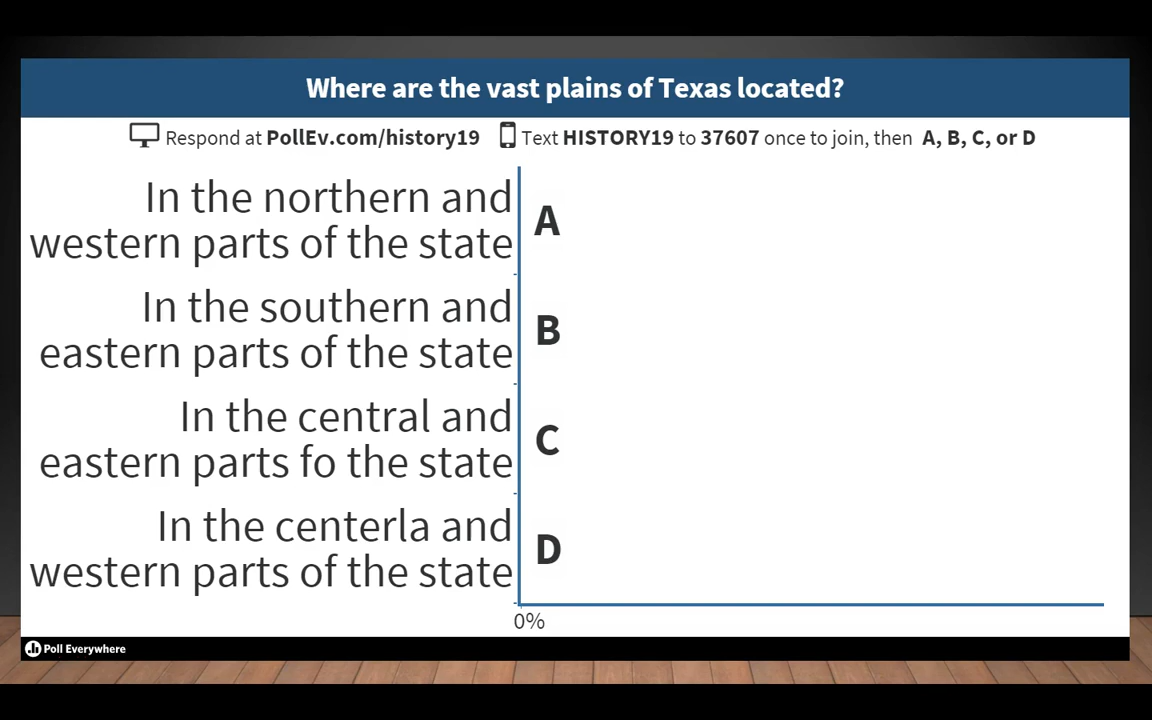 Where are the vast plains of Texas located?
Respond at PollEv.com/history19 Text HISTORY19 to 37607 once to join, then A, B, C, or D
In the northern and
western parts of the state
A
In the southern and
eastern parts of the state
B
In the central and
eastern parts fo the state
C
In the centerla and
western parts of the state
D
0%
Poll Everywhere